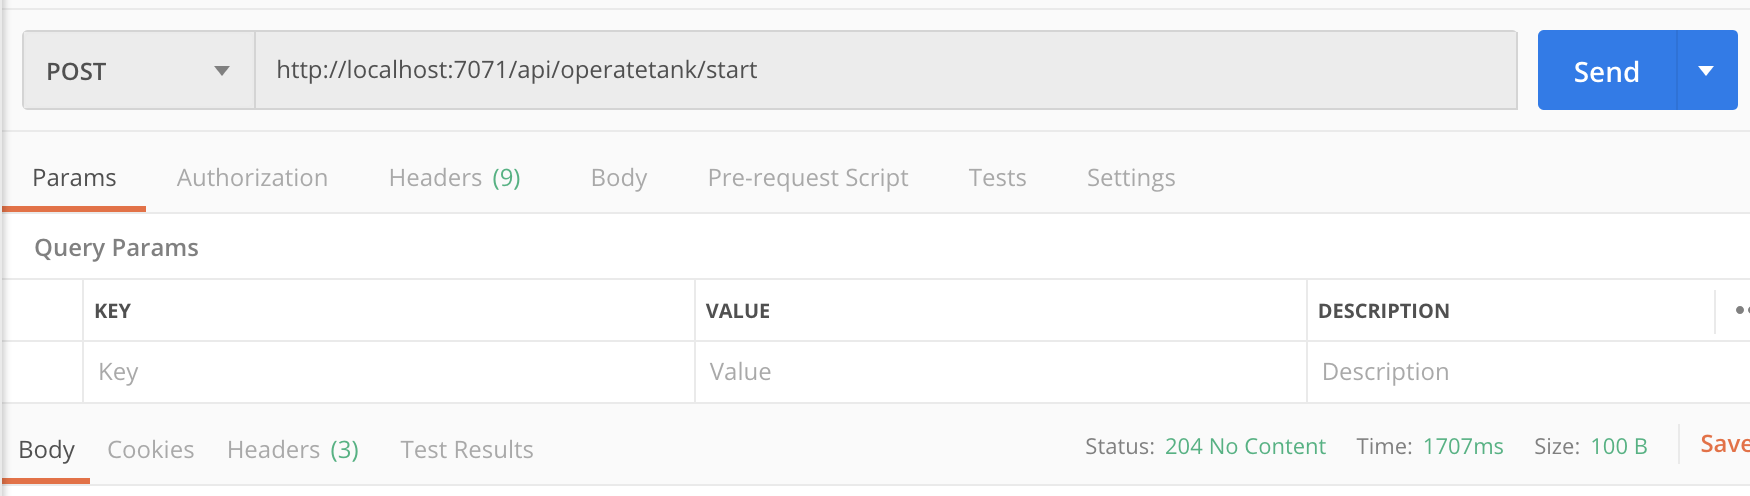 POST http://localhost:7071/api/operatetank/start Send
Params Authorization Headers (9) Body Pre-request Script Tests Settings
Query Params
KEY VALUE DESCRIPTION
Key Value Description
Body Cookies Headers (3) Test Results Status: 204 No Content Time: 1707ms Size: 100 B Save